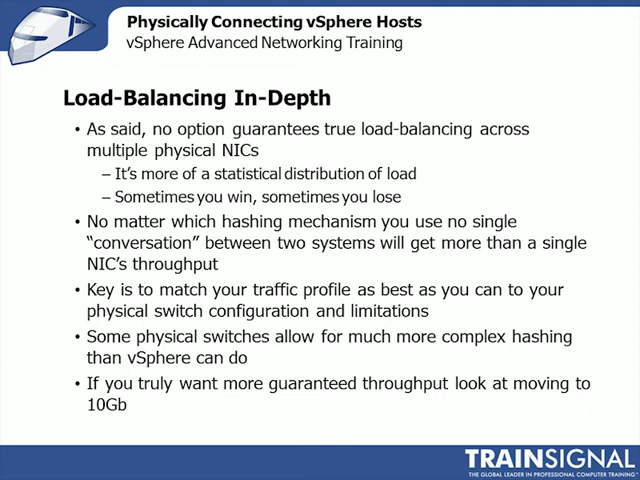 Physically Connecting vSphere Hosts
vSphere Advanced Networking Training
Load-Balancing In-Depth
• As said, no option guarantees true load-balancing across
multiple physical NICs
– It's more of a statistical distribution of load
– Sometimes you win, sometimes you lose
• No matter which hashing mechanism you use no single
“conversation” between two systems will get more than a single
NIC's throughput
• Key is to match your traffic profile as best as you can to your
physical switch configuration and limitations
• Some physical switches allow for much more complex hashing
than vSphere can do
• If you truly want more guaranteed throughput look at moving to
10Gb
TRAINSIGNAL
THE GLOBAL LEADER IN PROFESSIONAL COMPUTER TRAINING